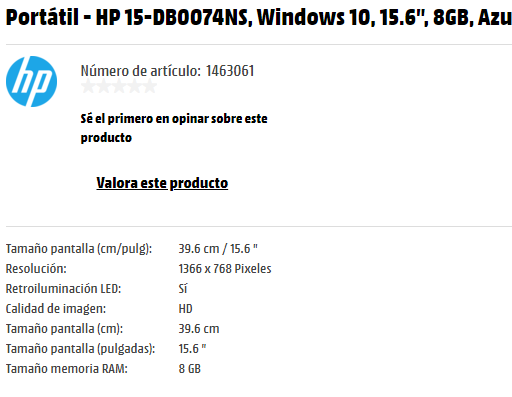 Portátil - HP 15-DB0074NS, Windows 10, 15.6", 8GB, Azu
hp
Número de artículo: 1463061
Sé el primero en opinar sobre este
producto
Valora este producto
Tamaño pantalla (cm/pulg): 39.6 cm / 15.6 "
Resolución: 1366 x 768 Pixeles
Retroiluminación LED: Sí
Calidad de imagen: HD
Tamaño pantalla (cm): 39.6 cm
Tamaño pantalla (pulgadas): 15.6 "
Tamaño memoria RAM: 8 GB